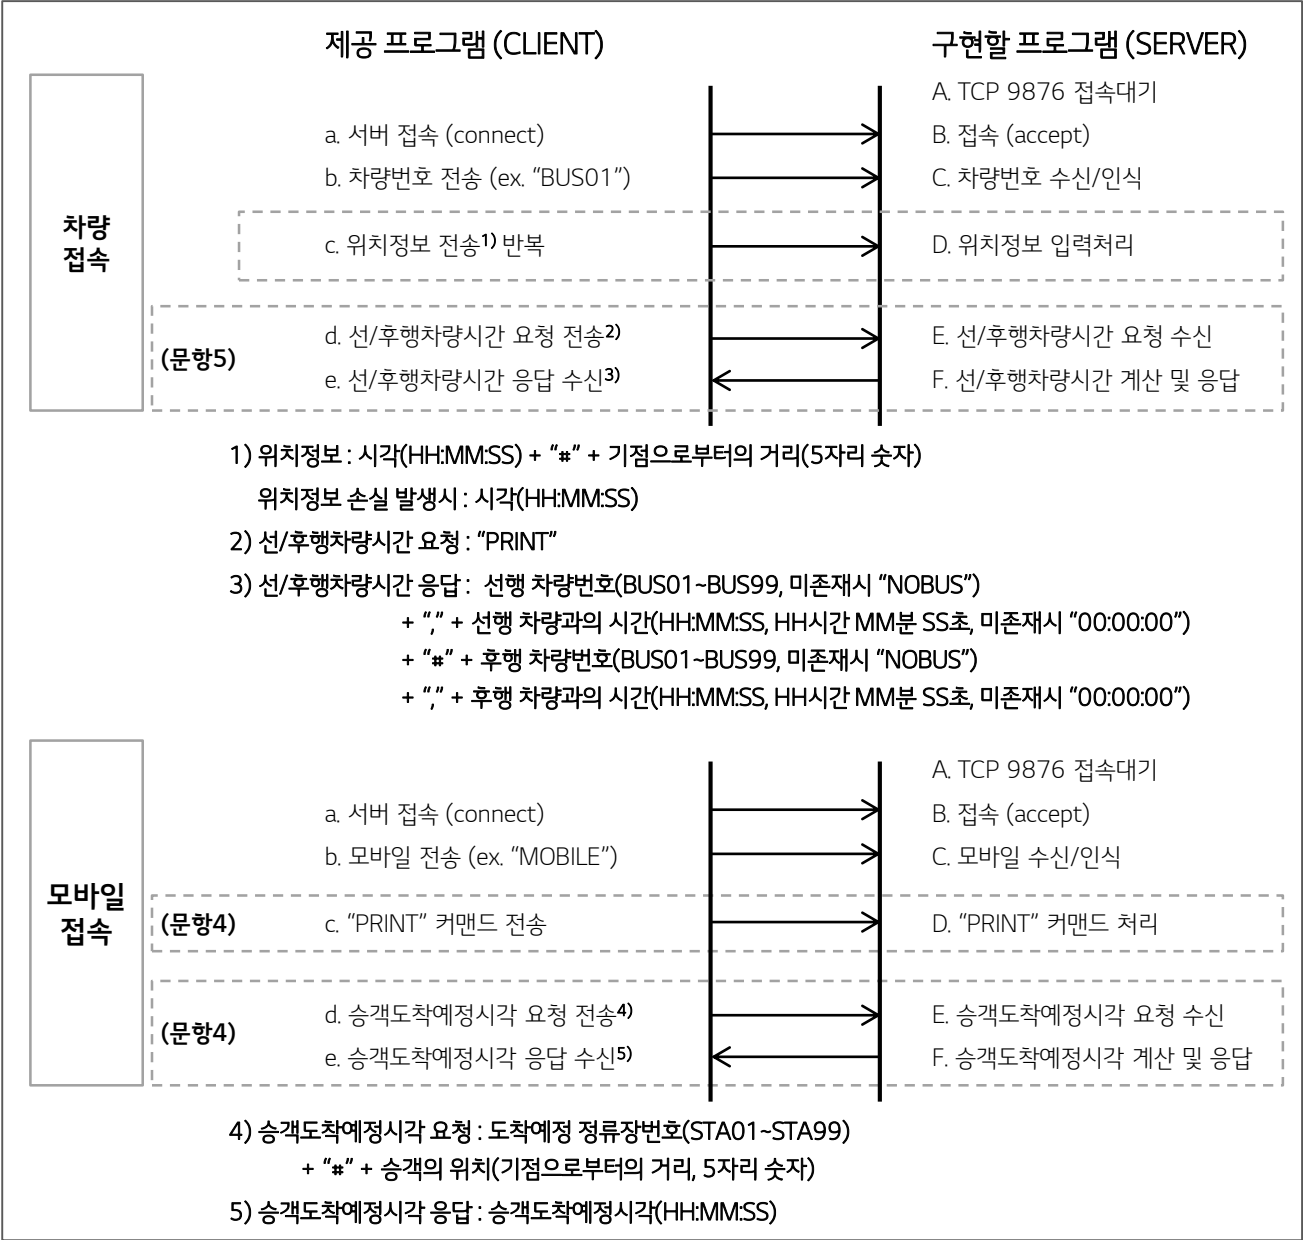 제공 프로그램 (CLIENT) 구현할 프로그램 (SERVER)
차량
접속
A. TCP 9876 접속대기
a. 서버 접속 (connect) B. 접속 (accept)
b. 차량번호 전송 (ex. “BUS01”) C. 차량번호 수신/인식
c. 위치정보 전송1) 반복 D. 위치정보 입력처리
(문항5)
d. 선/후행차량시간 요청 전송2) E. 선/후행차량시간 요청 수신
e. 선/후행차량시간 응답 수신3) F. 선/후행차량시간 계산 및 응답
1) 위치정보 : 시각(HH:MM:SS) + “#” + 기점으로부터의 거리(5자리 숫자)
위치정보 손실 발생시 : 시각(HH:MM:SS)
2) 선/후행차량시간 요청 : “PRINT”
3) 선/후행차량시간 응답 : 선행 차량번호(BUS01~BUS99, 미존재시 “NOBUS”)
+ “,” + 선행 차량과의 시간(HH:MM:SS, HH시간 MM분 SS초, 미존재시 “00:00:00”)
+ “#” + 후행 차량번호(BUS01~BUS99, 미존재시 “NOBUS”)
+ “,” + 후행 차량과의 시간(HH:MM:SS, HH시간 MM분 SS초, 미존재시 “00:00:00”)
모바일
접속
A. TCP 9876 접속대기
a. 서버 접속 (connect) B. 접속 (accept)
b. 모바일 전송 (ex. “MOBILE”) C. 모바일 수신/인식
(문항4) c. “PRINT” 커맨드 전송 D. “PRINT” 커맨드 처리
(문항4)
d. 승객도착예정시각 요청 전송4) E. 승객도착예정시각 요청 수신
e. 승객도착예정시각 응답 수신5) F. 승객도착예정시각 계산 및 응답
4) 승객도착예정시각 요청 : 도착예정 정류장번호(STA01~STA99)
+ “#” + 승객의 위치(기점으로부터의 거리, 5자리 숫자)
5) 승객도착예정시각 응답 : 승객도착예정시각(HH:MM:SS)